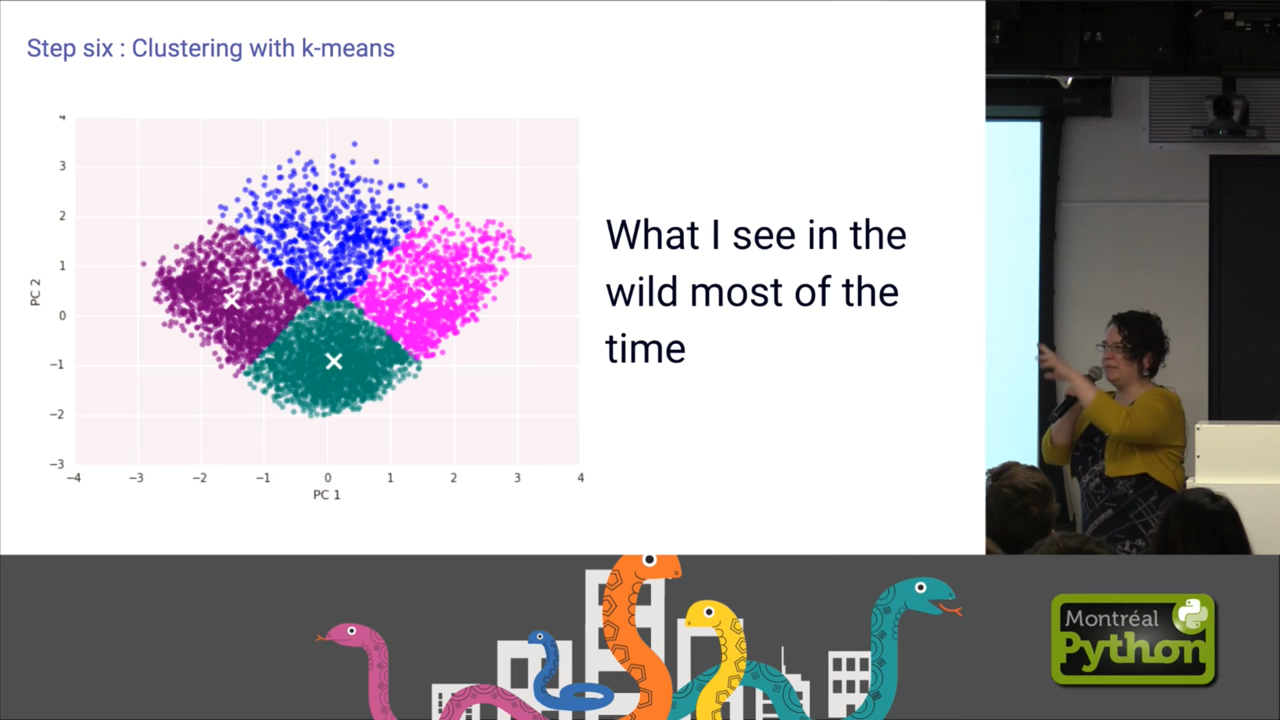 Step six : Clustering with k-means
4
3
2
1
0
−1
−2
−3
PC 2
−4 −3 −2 −1 0 1 2 3 4
PC 1
What I see in the
wild most of the
time
Montréal
Python